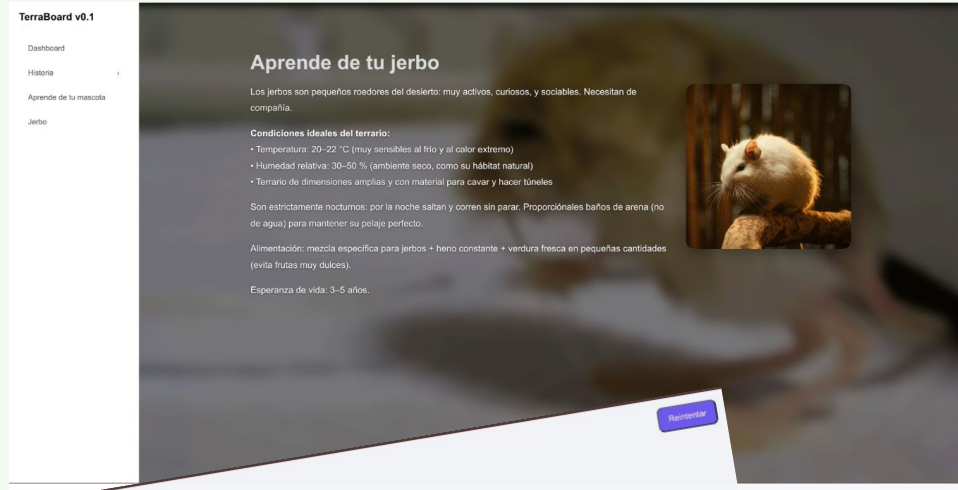 TerraBoard v0.1
Dashboard
Historia ›
Aprende de tu mascota
Jerbo
Aprende de tu jerbo
Los jerbos son pequeños roedores del desierto: muy activos, curiosos, y sociables. Necesitan de
compañía.
Condiciones ideales del terrario:
• Temperatura: 20–22 °C (muy sensibles al frío y al calor extremo)
• Humedad relativa: 30–50 % (ambiente seco, como su hábitat natural)
• Terrario de dimensiones amplias y con material para cavar y hacer túneles
Son estrictamente nocturnos: por la noche saltan y corren sin parar. Proporciónales baños de arena (no
de agua) para mantener su pelaje perfecto.
Alimentación: mezcla específica para jerbos + heno constante + verdura fresca en pequeñas cantidades
(evita frutas muy dulces).
Esperanza de vida: 3–5 años.
Reintentar